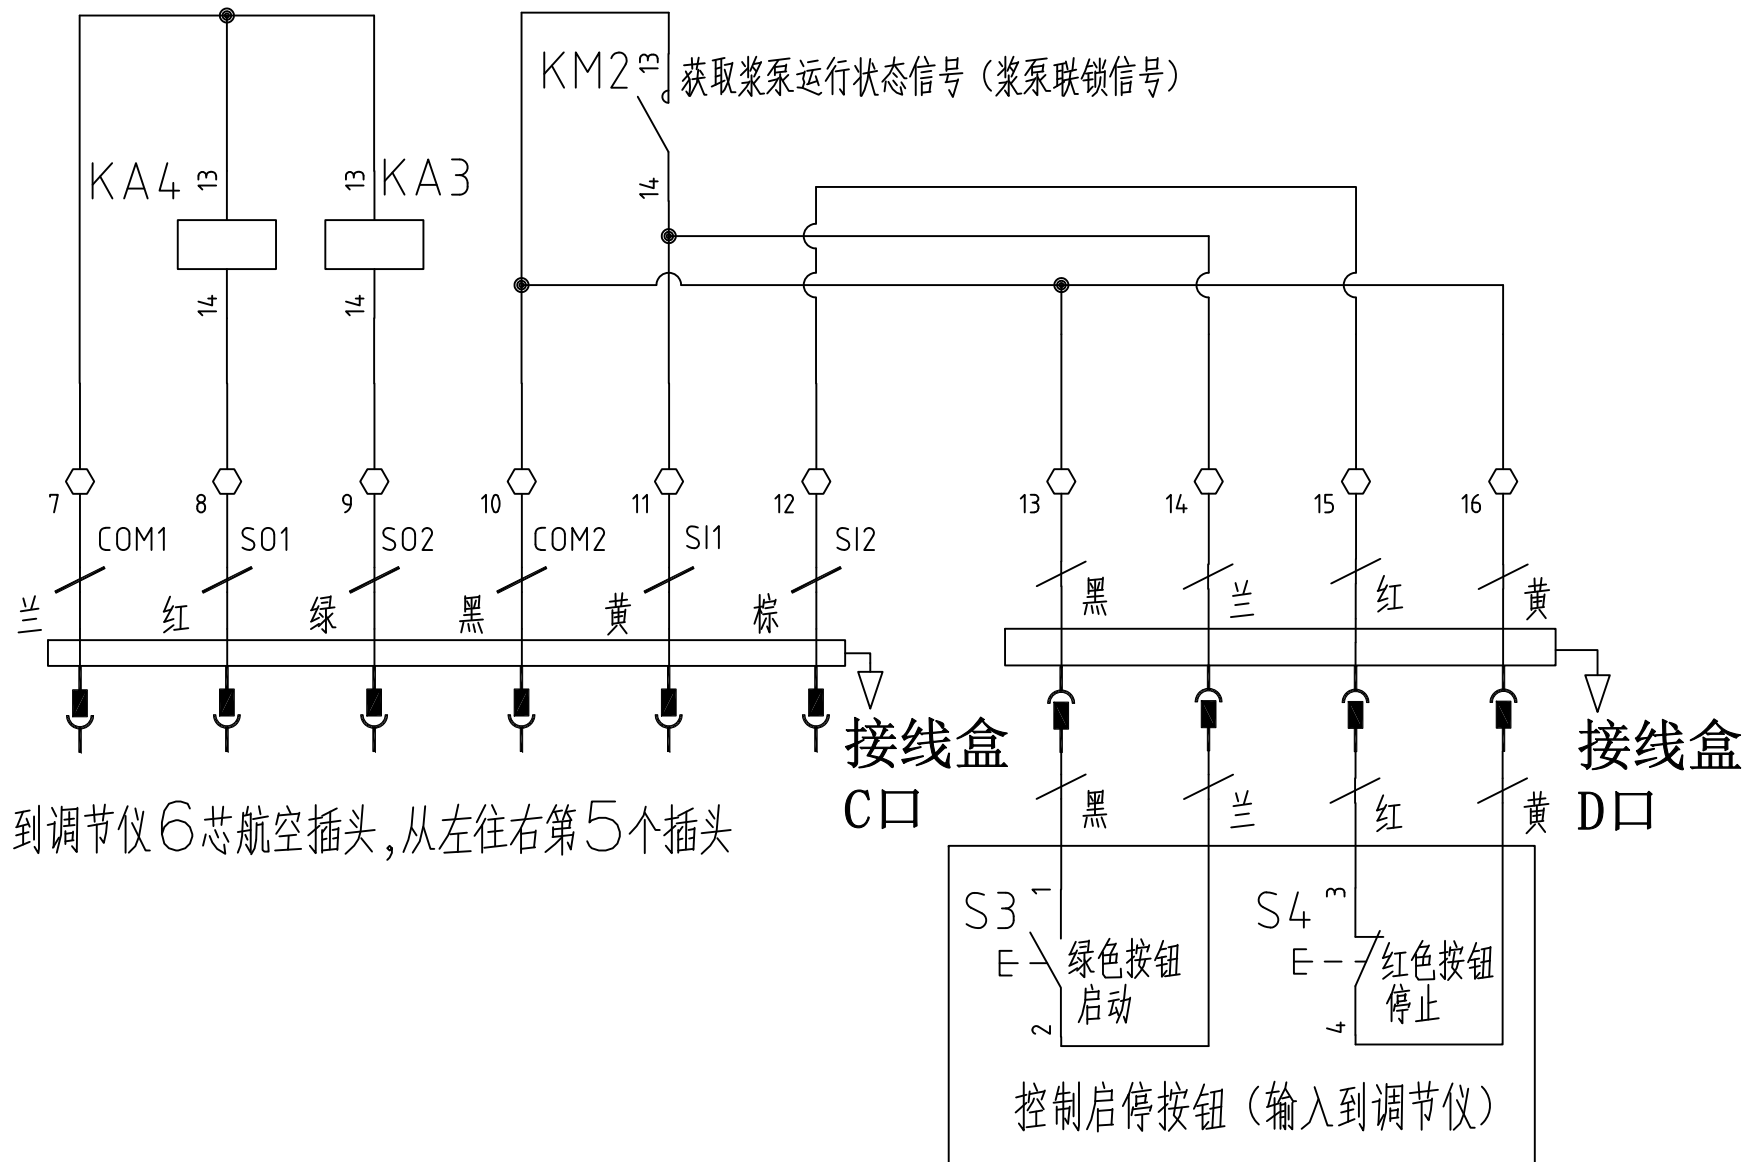 KM2 13 获取浆泵运行状态信号（浆泵联锁信号）
KA4 13 13 KA3 14
14 14
7 8 9 10 11 12 13 14 15 16
COM1 SO1 SO2 COM2 SI1 SI2
兰 红 绿 黑 黄 棕 黑 兰 红 黄
接线盒
C口
接线盒
D口
黑 兰 红 黄
到调节仪6芯航空插头,从左往右第5个插头
S3 1 S4 3
绿色按钮
启动
红色按钮
停止
2 4
控制启停按钮（输入到调节仪）